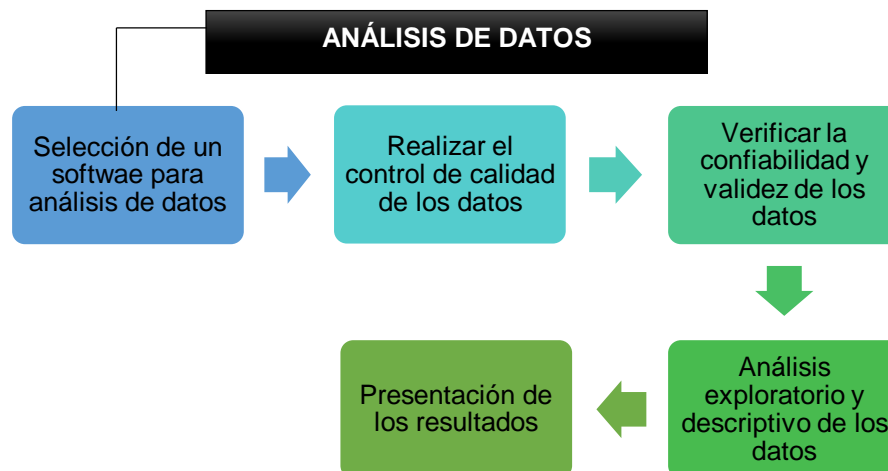 ANÁLISIS DE DATOS
Selección de un
softwae para
análisis de datos
Realizar el
control de calidad
de los datos
Verificar la
confiabilidad y
validez de los
datos
Análisis
exploratorio y
descriptivo de los
datos
Presentación de
los resultados